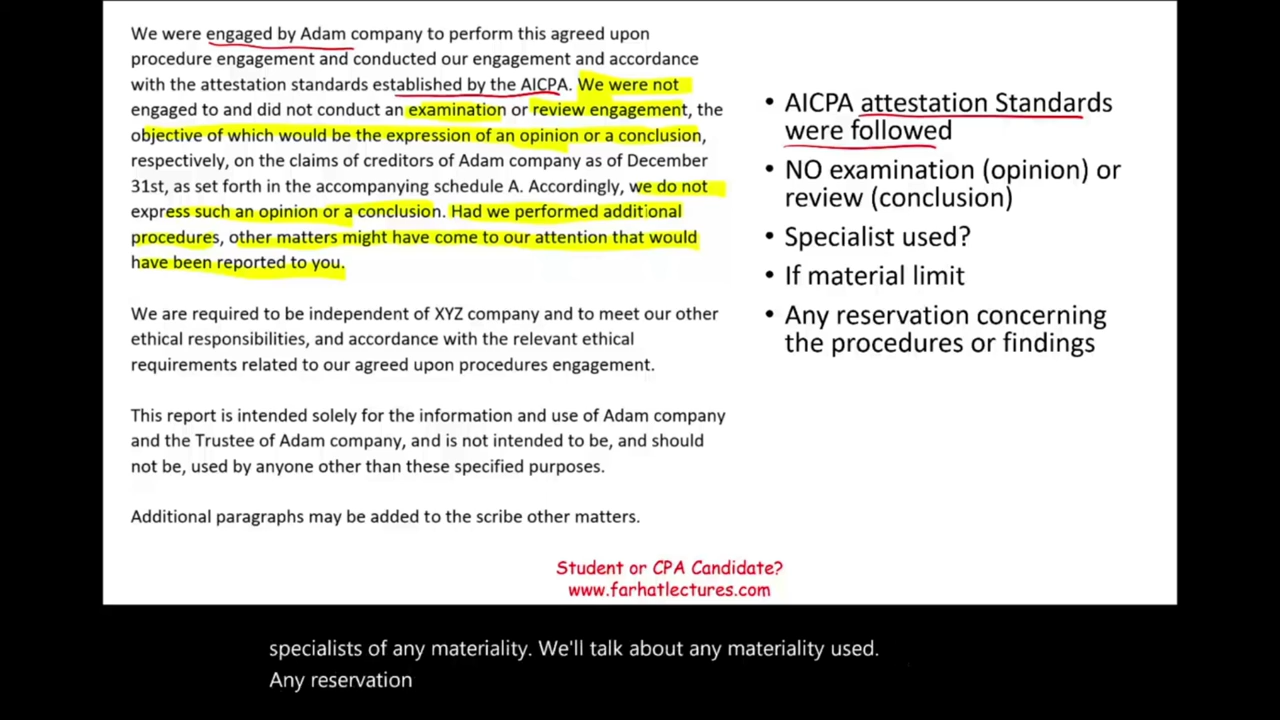 We were engaged by Adam company to perform this agreed upon
procedure engagement and conducted our engagement and accordance
with the attestation standards established by the AICPA. We were not
engaged to and did not conduct an examination or review engagement, the
objective of which would be the expression of an opinion or a conclusion,
respectively, on the claims of creditors of Adam company as of December
31st, as set forth in the accompanying schedule A. Accordingly, we do not
express such an opinion or a conclusion. Had we performed additional
procedures, other matters might have come to our attention that would
have been reported to you.
We are required to be independent of XYZ company and to meet our other
ethical responsibilities, and accordance with the relevant ethical
requirements related to our agreed upon procedures engagement.
This report is intended solely for the information and use of Adam company
and the Trustee of Adam company, and is not intended to be, and should
not be, used by anyone other than these specified purposes.
Additional paragraphs may be added to the scribe other matters.
• AICPA attestation Standards
were followed
• NO examination (opinion) or
review (conclusion)
• Specialist used?
• If material limit
• Any reservation concerning
the procedures or findings
Student or CPA Candidate?
www.farhatlectures.com
specialists of any materiality. We'll talk about any materiality used.
Any reservation